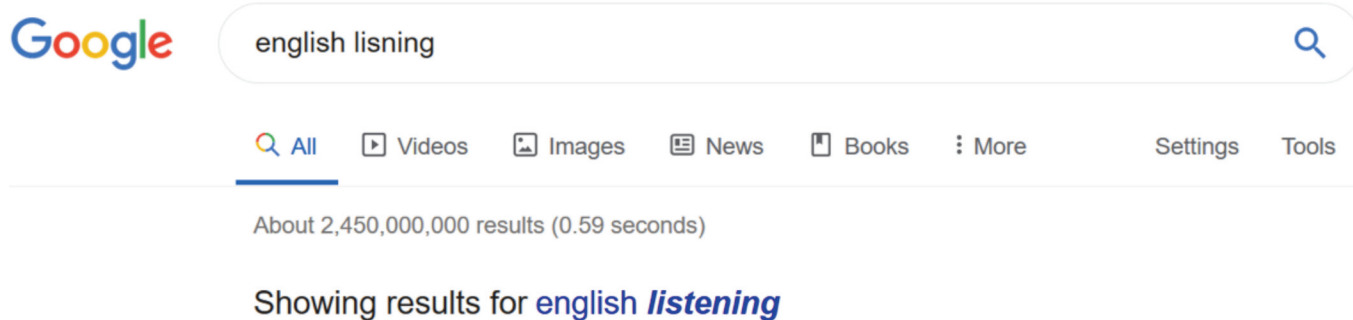 Google english lisning
All Videos Images News Books More Settings Tools
About 2,450,000,000 results (0.59 seconds)
Showing results for english listening